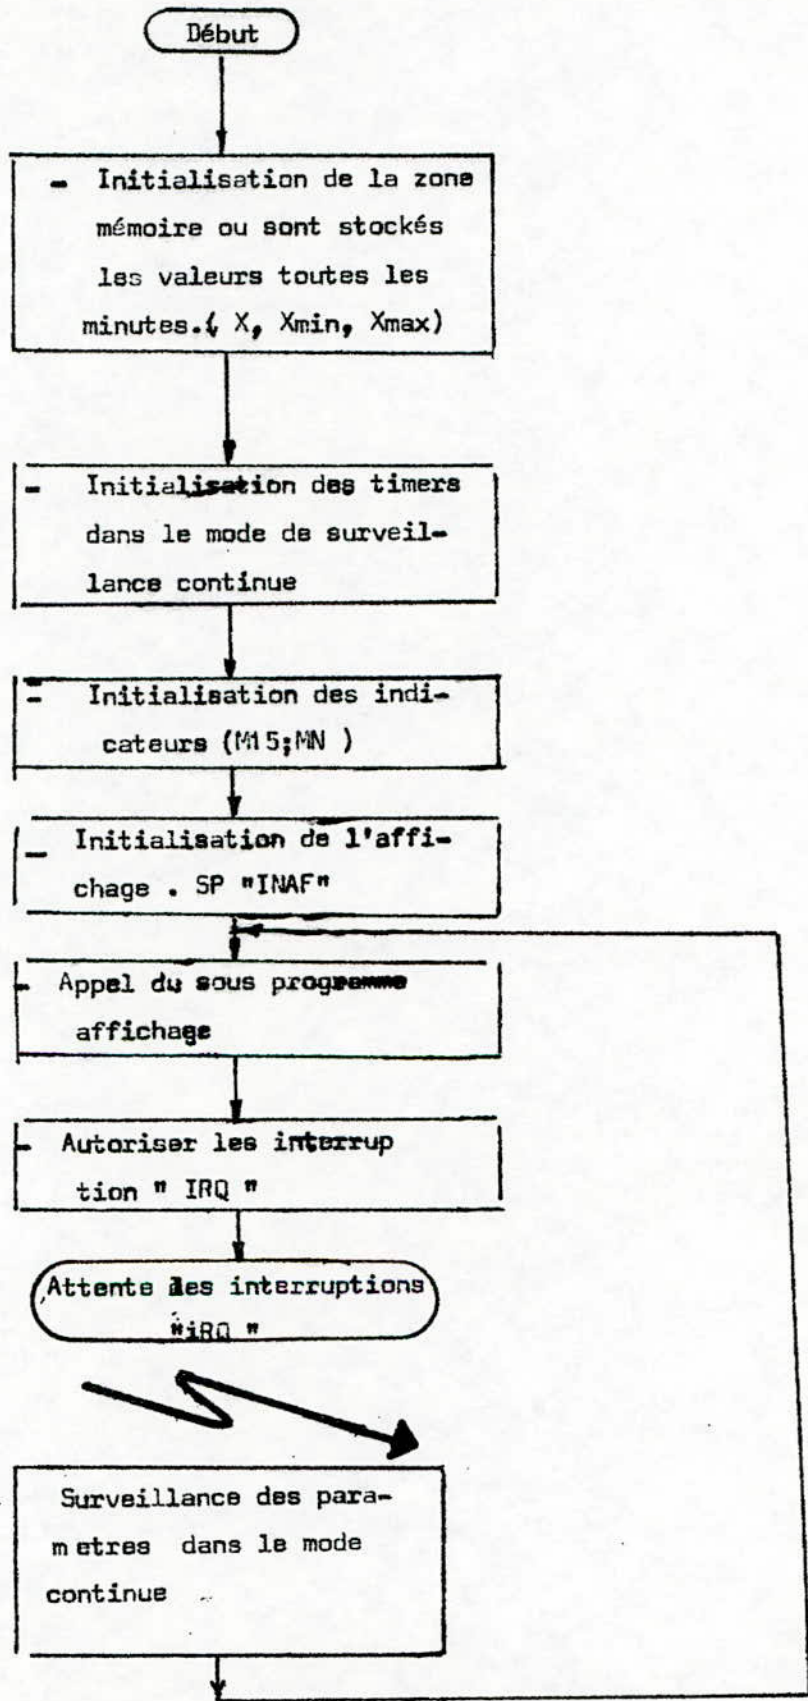 Début
- Initialisation de la zone
mémoire ou sont stockés
les valeurs toutes les
minutes.( X, Xmin, Xmax)
- Initialisation des timers
dans le mode de surveil-
lance continue
- Initialisation des indi-
cateurs (M15;MN )
- Initialisation de l'affi-
chage . SP "INAF"
- Appel du sous programme
affichage
- Autoriser les interrup
tion " IRQ "
Attente des interruptions
"iRQ "
Surveillance des para-
m etres dans le mode
continue